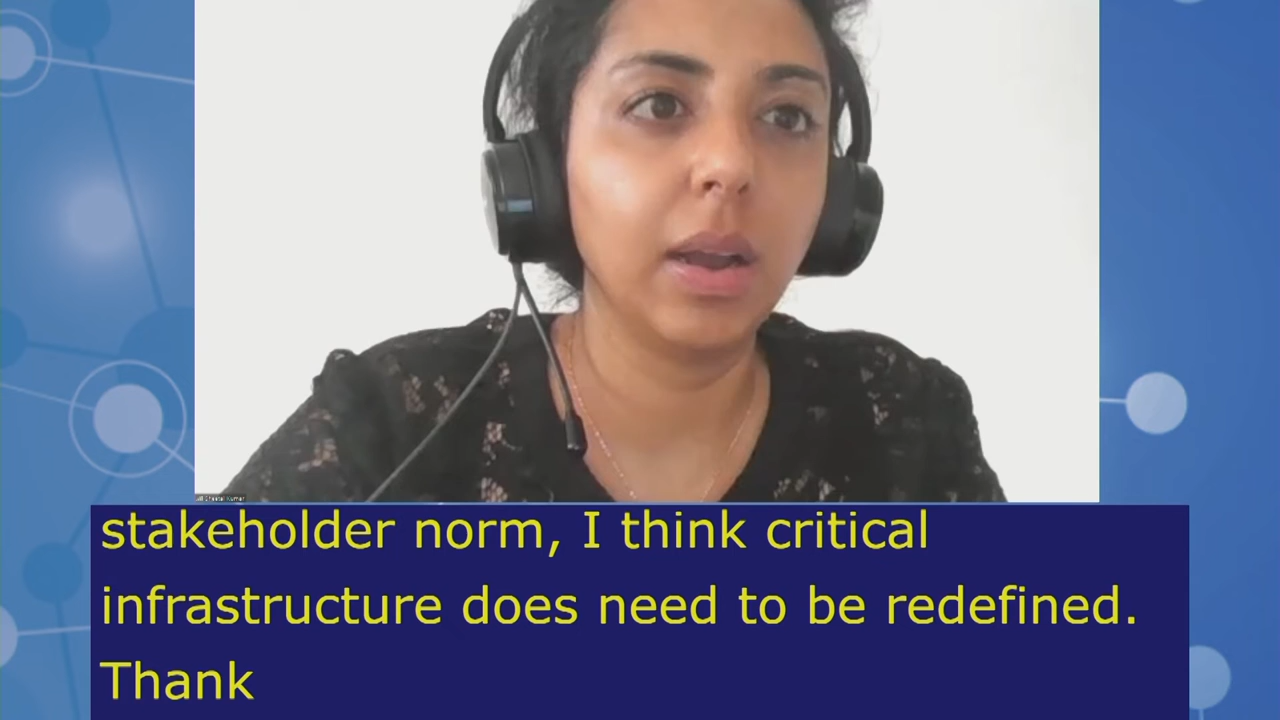 stakeholder norm, I think critical
infrastructure does need to be redefined.
Thank